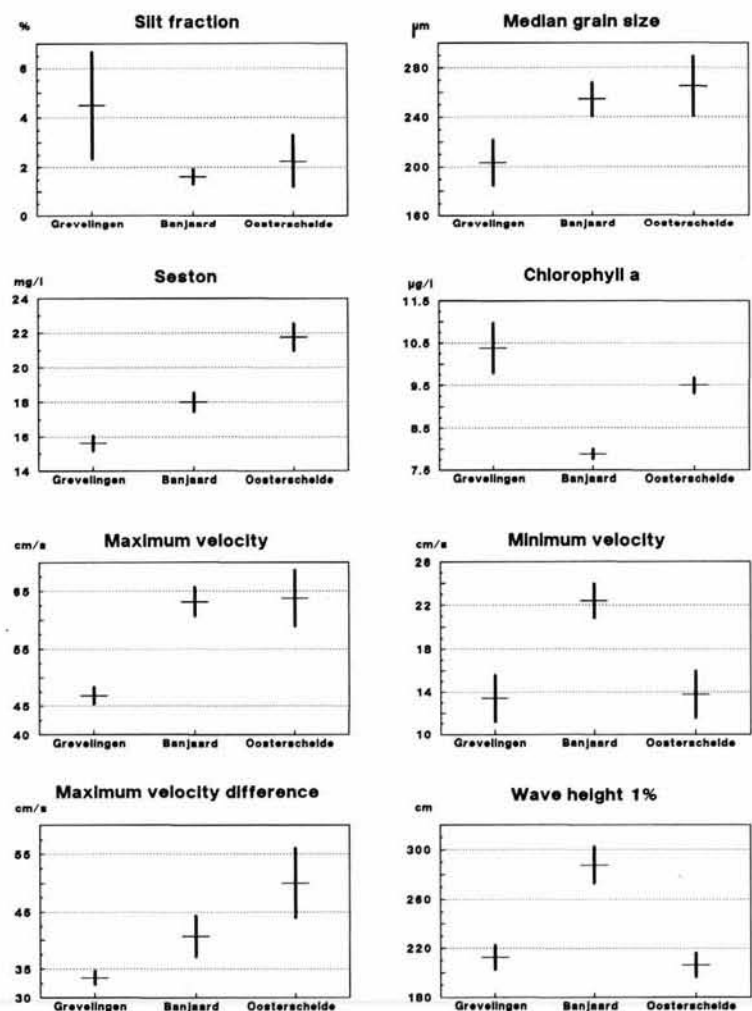 Silt fraction
%
6
4
2
0
Grevelingen Banjaard Oosterschelde
Median grain size
µm
280
240
200
160
Grevelingen Banjaard Oosterschelde
Seston
mg/l
24
22
20
18
16
14
Grevelingen Banjaard Oosterschelde
Chlorophyll a
µg/l
11.5
10.5
9.5
8.5
7.5
Grevelingen Banjaard Oosterschelde
Maximum velocity
cm/s
65
55
45
40
Grevelingen Banjaard Oosterschelde
Minimum velocity
cm/s
26
22
18
14
10
Grevelingen Banjaard Oosterschelde
Maximum velocity difference
cm/s
55
45
35
30
Grevelingen Banjaard Oosterschelde
Wave height 1%
cm
300
260
220
180
Grevelingen Banjaard Oosterschelde